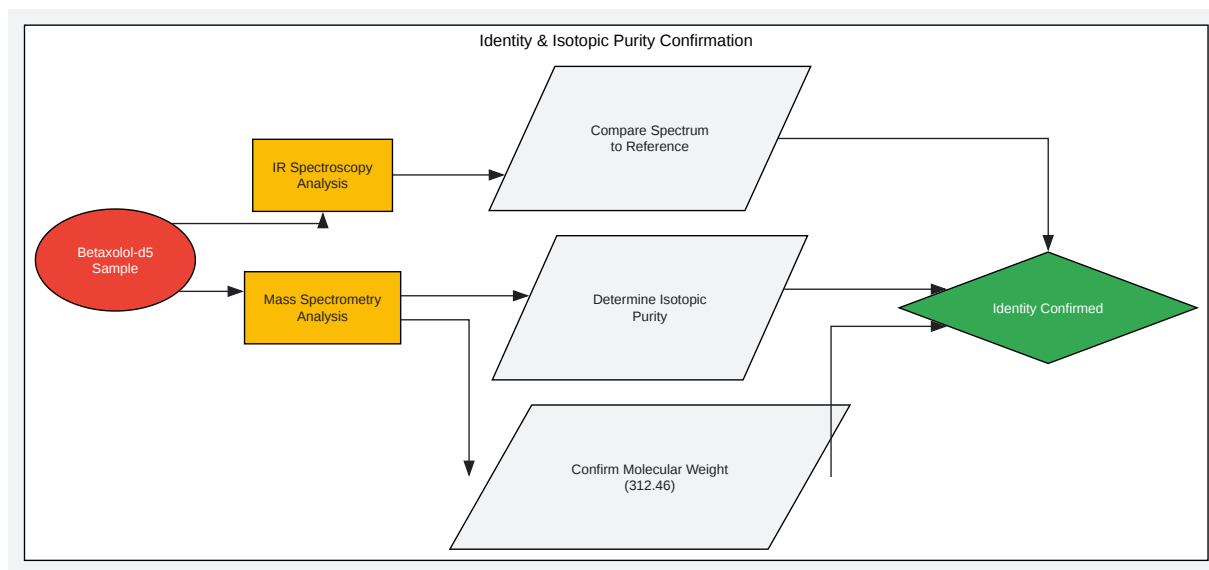 Identity & Isotopic Purity Confirmation
Compare Spectrum
to Reference
IR Spectroscopy
Analysis
Betaxolol-d5
Sample
Mass Spectrometry
Analysis
Determine Isotopic
Purity
Identity Confirmed
Confirm Molecular Weight
(312.46)